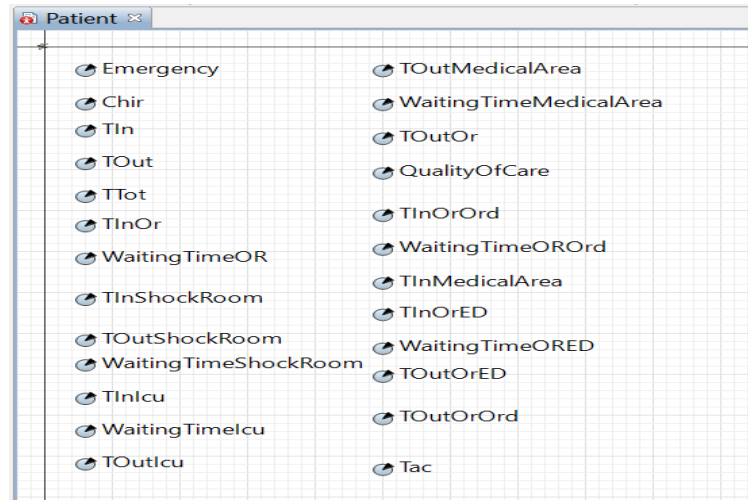 Patient
Emergency
Chir
TIn
TOut
TTot
TInOr
WaitingTimeOR
TInShockRoom
TOutShockRoom
WaitingTimeShockRoom
TInIcu
WaitingTimeIcu
TOutIcu
TOutMedicalArea
WaitingTimeMedicalArea
TOutOr
QualityOfCare
TInOrOrd
WaitingTimeOROrd
TInMedicalArea
TInOrED
WaitingTimeORED
TOutOrED
TOutOrOrd
Tac